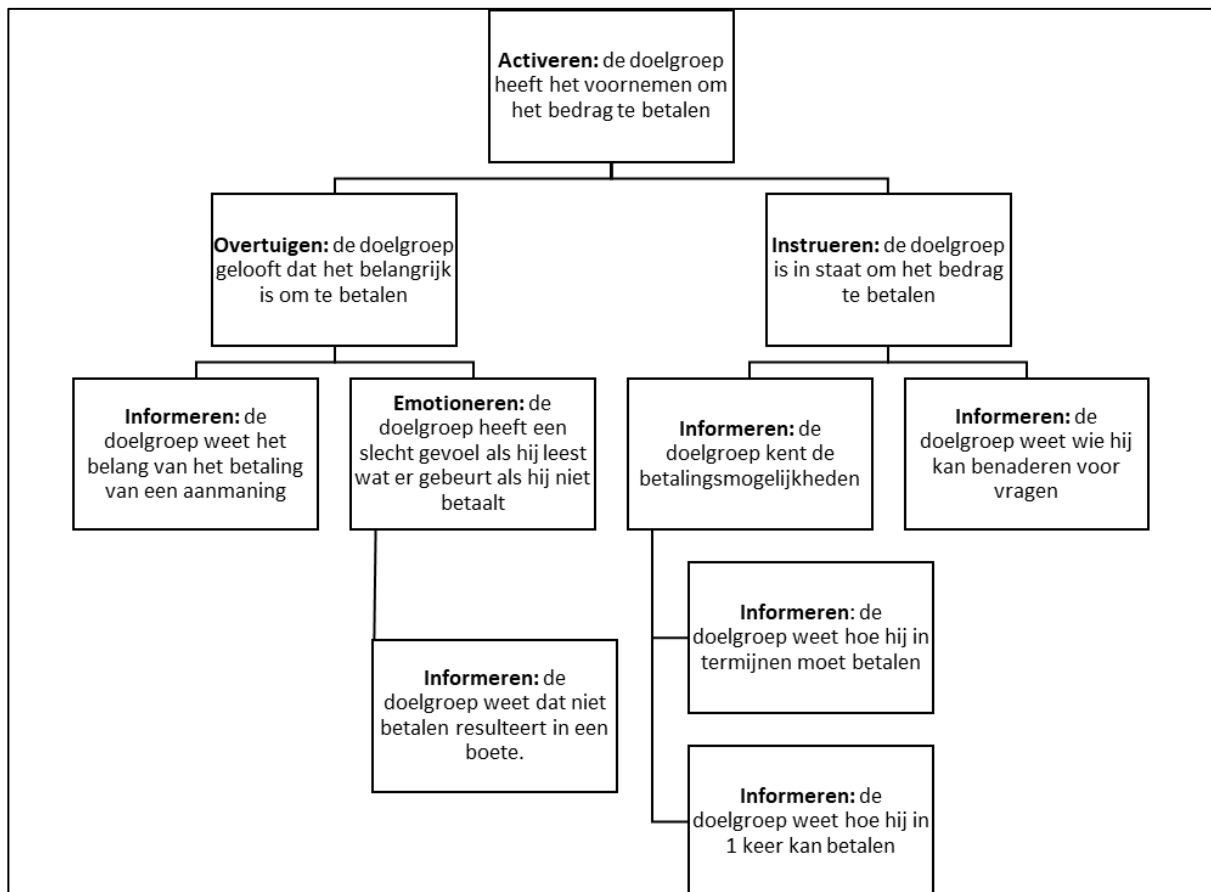 Activeren: de doelgroep
heeft het voornemen om
het bedrag te betalen
Overtuigen: de doelgroep
gelooft dat het belangrijk
is om te betalen
Instrueren: de doelgroep
is in staat om het bedrag
te betalen
Informeren: de
doelgroep weet het
belang van het betaling
van een aanmaning
Emotioneren: de
doelgroep heeft een
slecht gevoel als hij leest
wat er gebeurt als hij niet
betaalt
Informeren: de
doelgroep kent de
betalingsmogelijkheden
Informeren: de
doelgroep weet wie hij
kan benaderen voor
vragen
Informeren: de
doelgroep weet dat niet
betalen resulteert in een
boete.
Informeren: de
doelgroep weet hoe hij in
termijnen moet betalen
Informeren: de
doelgroep weet hoe hij in
1 keer kan betalen